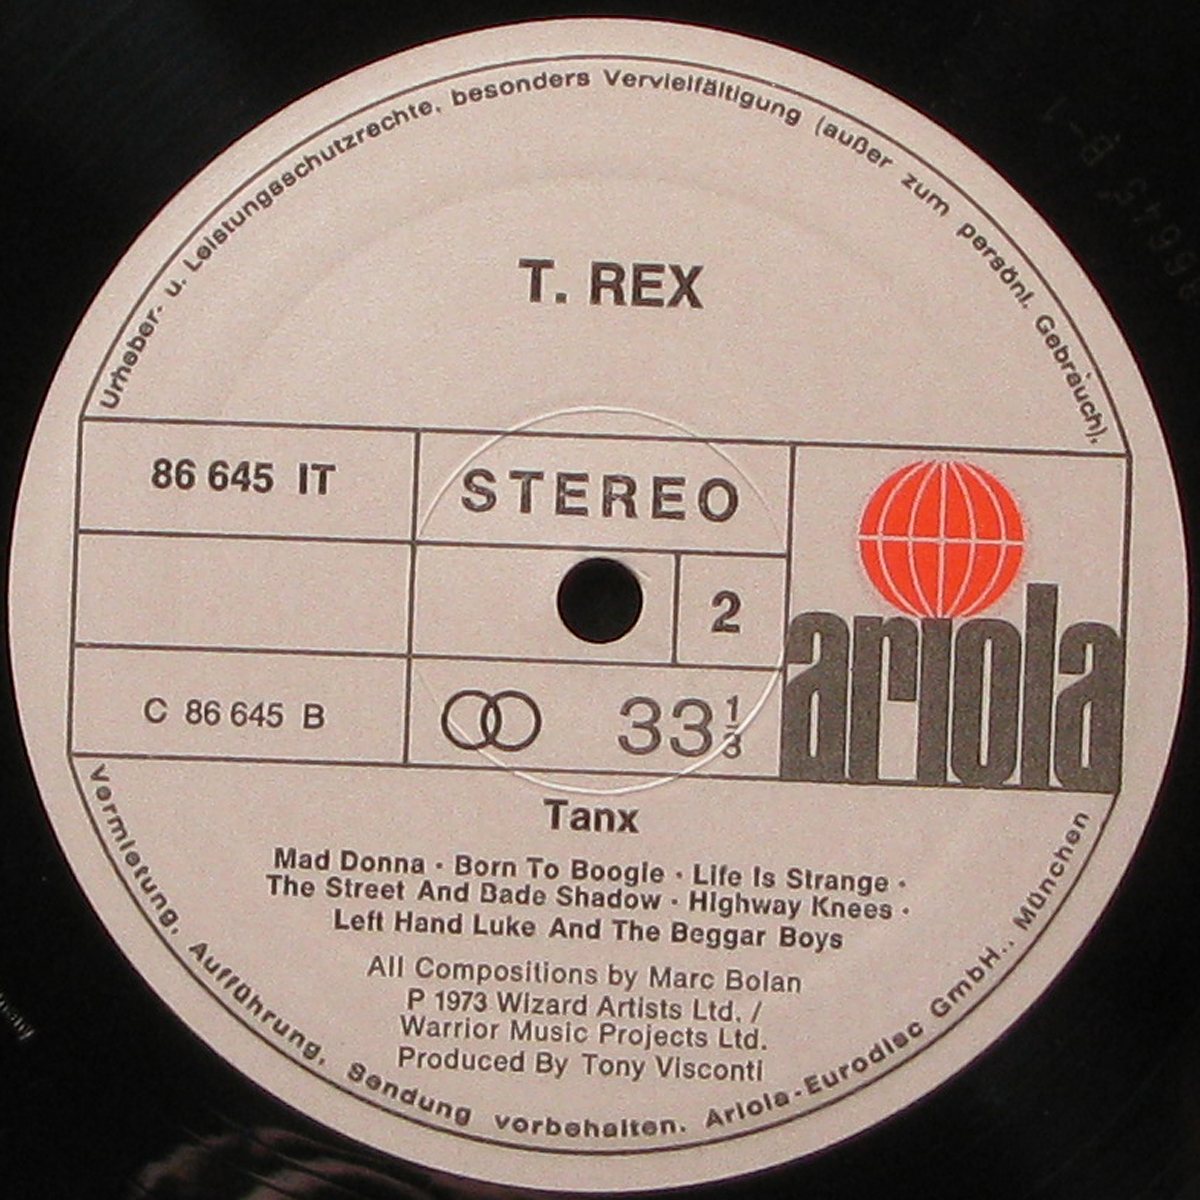 Urheber- u. Leistungsschutzrechte, besonders Vervielfältigung (außer zum persönl. Gebrauch),
T. REX
86 645 IT
STEREO
2
C 86 645 B
33 1/3
ariola
Tanx
Mad Donna · Born To Boogie · Life Is Strange ·
The Street And Bade Shadow · Highway Knees ·
Left Hand Luke And The Beggar Boys
All Compositions by Marc Bolan
P 1973 Wizard Artists Ltd. /
Warrior Music Projects Ltd.
Produced By Tony Visconti
Vermietung, Aufführung, Sendung vorbehalten. Ariola-Eurodisc GmbH., München